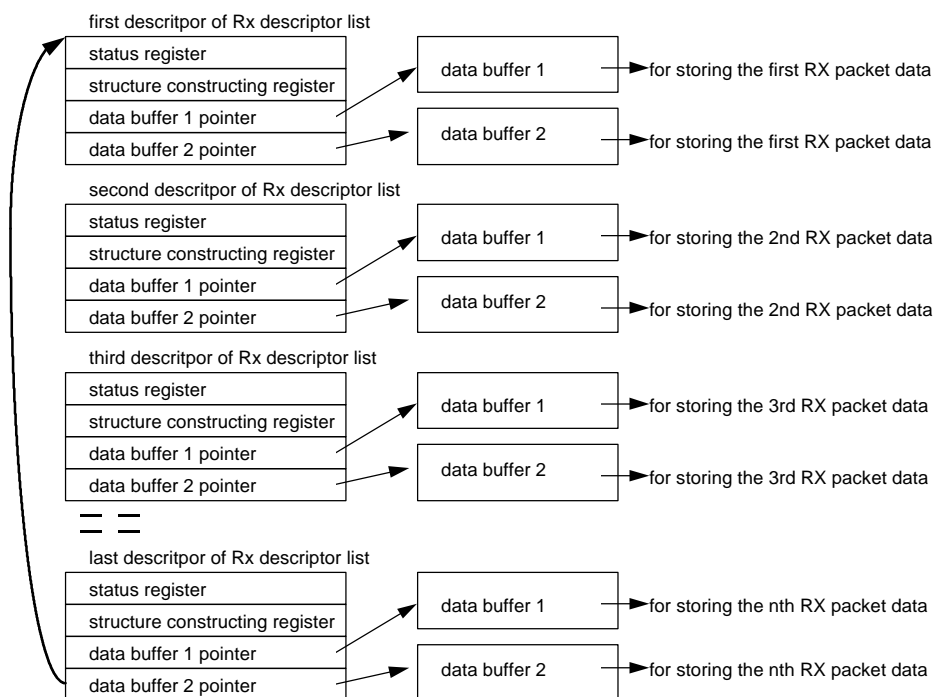 first descritpor of Rx descriptor list
status register
structure constructing register
data buffer 1 pointer
data buffer 2 pointer
data buffer 1
for storing the first RX packet data
data buffer 2
for storing the first RX packet data
second descritpor of Rx descriptor list
status register
structure constructing register
data buffer 1 pointer
data buffer 2 pointer
data buffer 1
for storing the 2nd RX packet data
data buffer 2
for storing the 2nd RX packet data
third descritpor of Rx descriptor list
status register
structure constructing register
data buffer 1 pointer
data buffer 2 pointer
data buffer 1
for storing the 3rd RX packet data
data buffer 2
for storing the 3rd RX packet data
last descritpor of Rx descriptor list
status register
structure constructing register
data buffer 1 pointer
data buffer 2 pointer
data buffer 1
for storing the nth RX packet data
data buffer 2
for storing the nth RX packet data